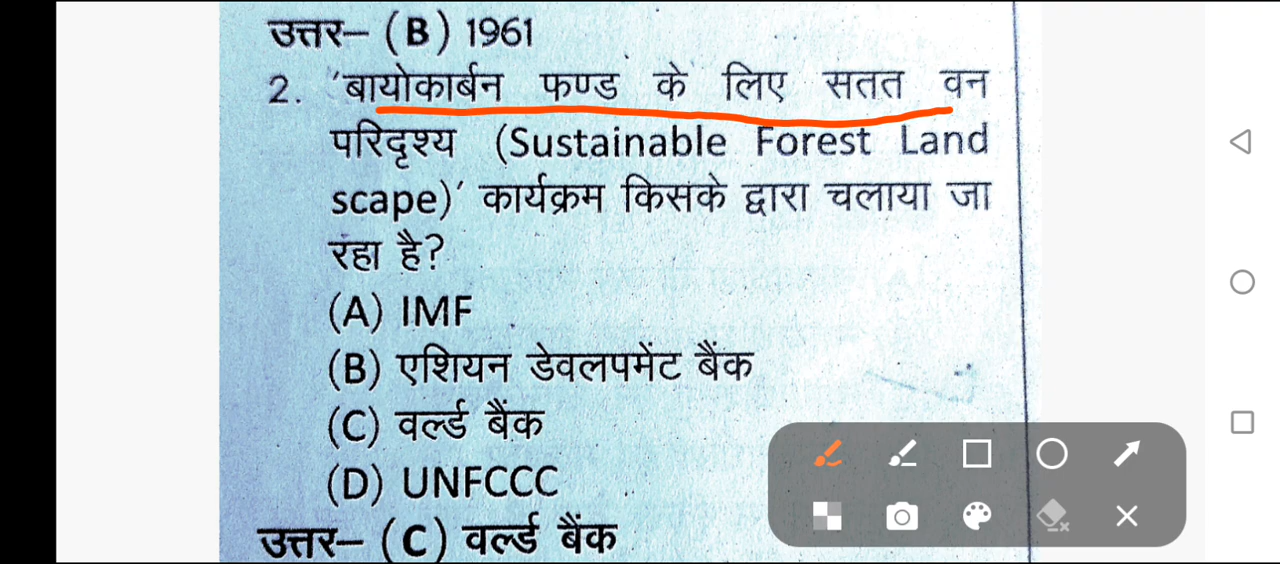 उत्तर– (B) 1961
2. ‘बायोकार्बन फण्ड के लिए सतत वन
परिदृश्य (Sustainable Forest Land
scape)’ कार्यक्रम किसके द्वारा चलाया जा
रहा है?
(A) IMF
(B) एशियन डेवलपमेंट बैंक
(C) वर्ल्ड बैंक
(D) UNFCCC
उत्तर– (C) वर्ल्ड बैंक